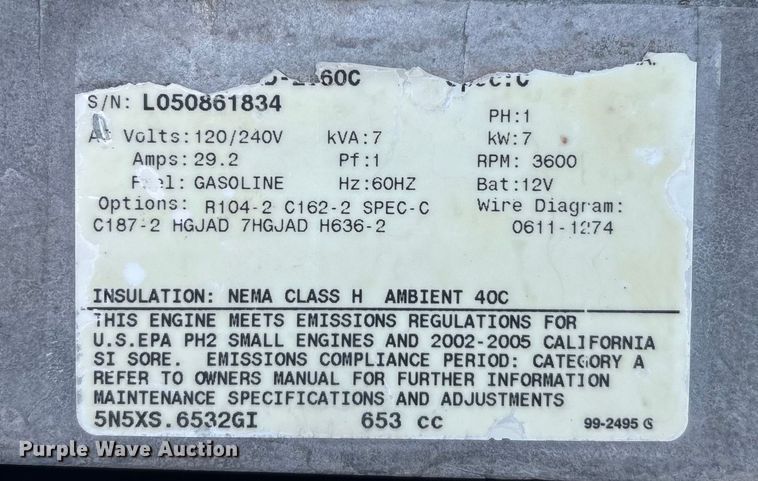 Spec:C
S/N: L050861834
PH:1
Volts:120/240V kVA:7 kW:7
Amps:29.2 Pf:1 RPM: 3600
Fuel: GASOLINE Hz:60HZ Bat:12V
Options: R104-2 C162-2 SPEC-C Wire Diagram:
C187-2 HGJAD 7HGJAD H636-2 0611-1274
INSULATION: NEMA CLASS H AMBIENT 40C
THIS ENGINE MEETS EMISSIONS REGULATIONS FOR
U.S.EPA PH2 SMALL ENGINES AND 2002-2005 CALIFORNIA
SI SORE. EMISSIONS COMPLIANCE PERIOD: CATEGORY A
REFER TO OWNERS MANUAL FOR FURTHER INFORMATION
MAINTENANCE SPECIFICATIONS AND ADJUSTMENTS
5N5XS.6532GI 653 CC 99-2495 G
Purple Wave Auction